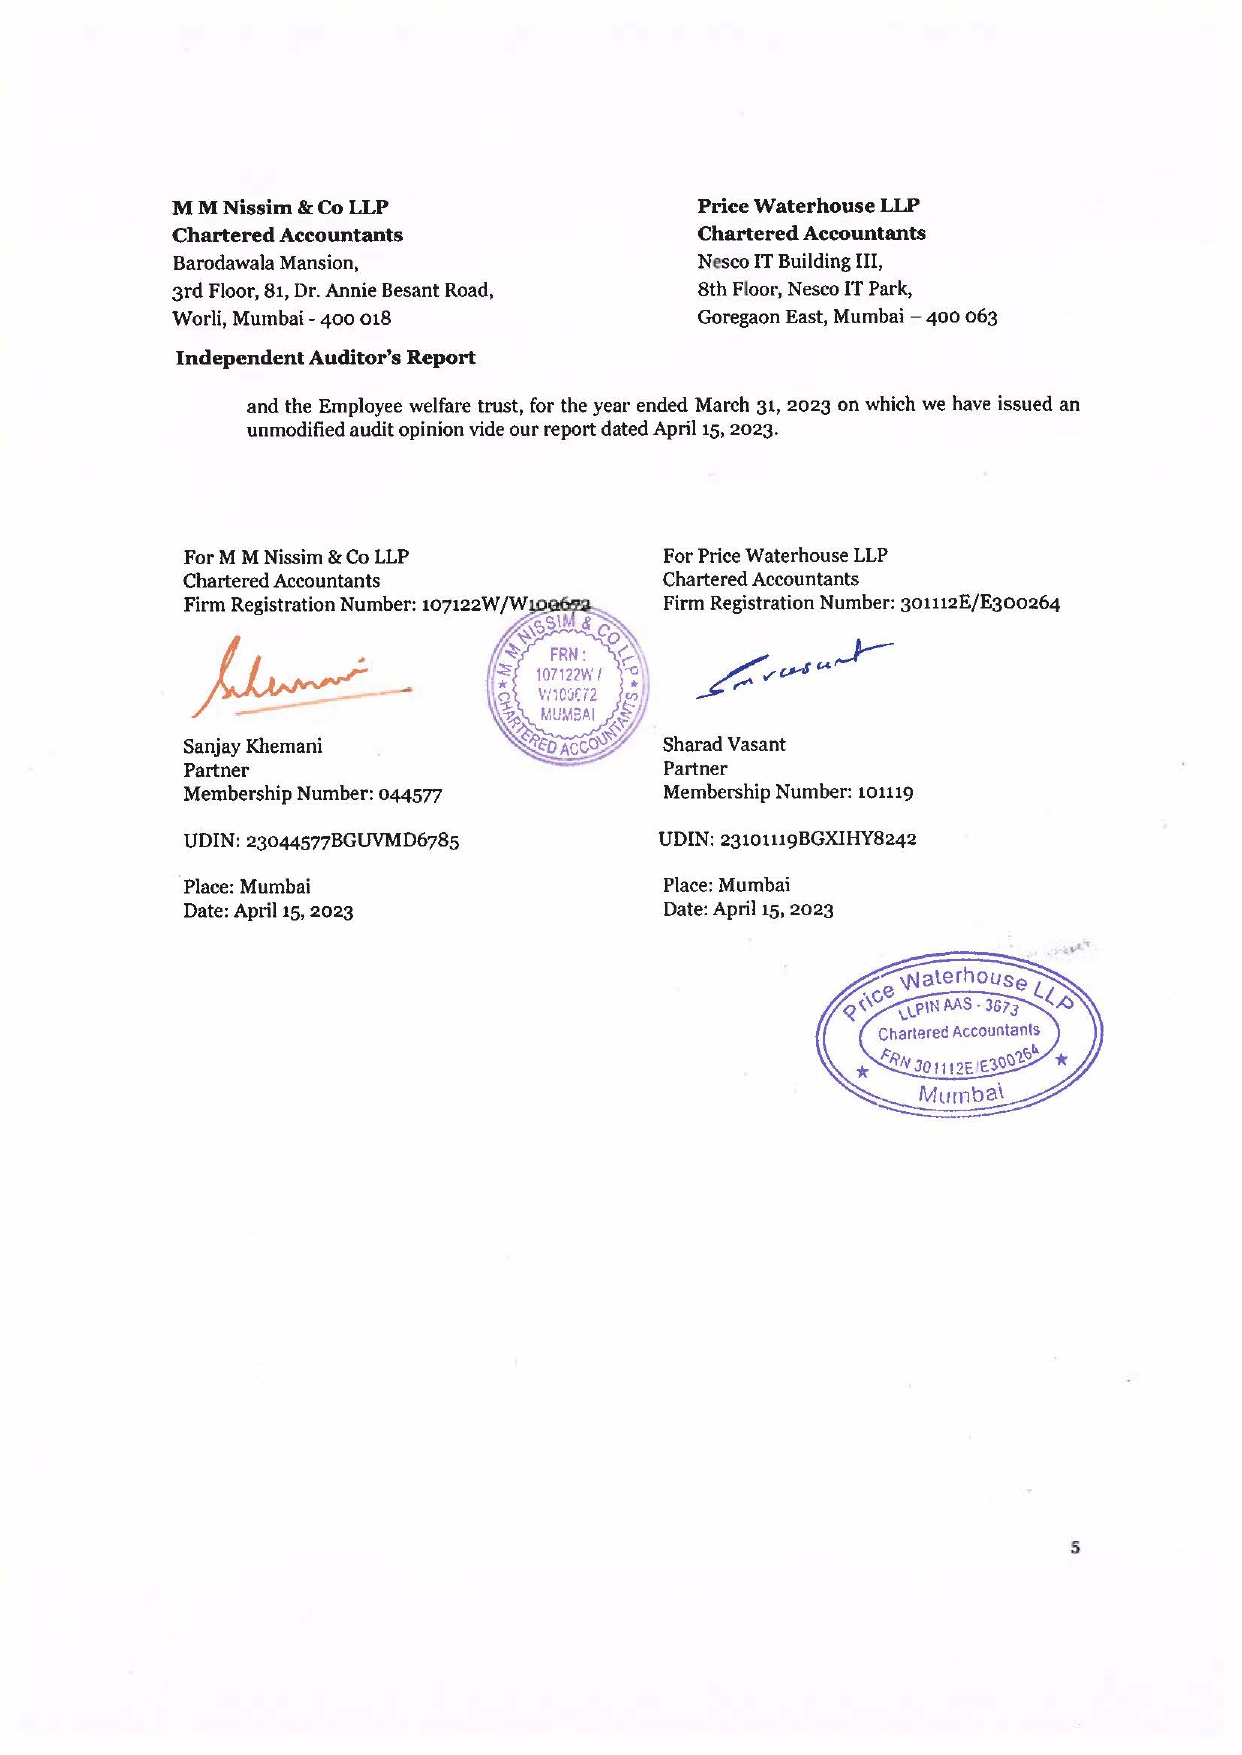 M M Nissim & Co LLP
Chartered Accountants
Barodawala Mansion,
3rd Floor, 81, Dr. Annie Besant Road,
Worli, Mumbai - 400 018
Price Waterhouse LLP
Chartered Accountants
Nesco IT Building III,
8th Floor, Nesco IT Park,
Goregaon East, Mumbai – 400 063
Independent Auditor's Report
and the Employee welfare trust, for the year ended March 31, 2023 on which we have issued an
unmodified audit opinion vide our report dated April 15, 2023.
For M M Nissim & Co LLP
Chartered Accountants
Firm Registration Number: 107122W/W100672
M M NISSIM & CO LLP
FRN :
107122W /
W100672
MUMBAI
CHARTERED ACCOUNTANTS
Sanjay Khemani
Partner
Membership Number: 044577
UDIN: 23044577BGUVMD6785
Place: Mumbai
Date: April 15, 2023
For Price Waterhouse LLP
Chartered Accountants
Firm Registration Number: 301112E/E300264
Sharad Vasant
Partner
Membership Number: 101119
UDIN: 23101119BGXIHY8242
Place: Mumbai
Date: April 15, 2023
Price Waterhouse LLP
LLPIN AAS - 3673
Chartered Accountants
FRN 301112E/E300264
Mumbai
5